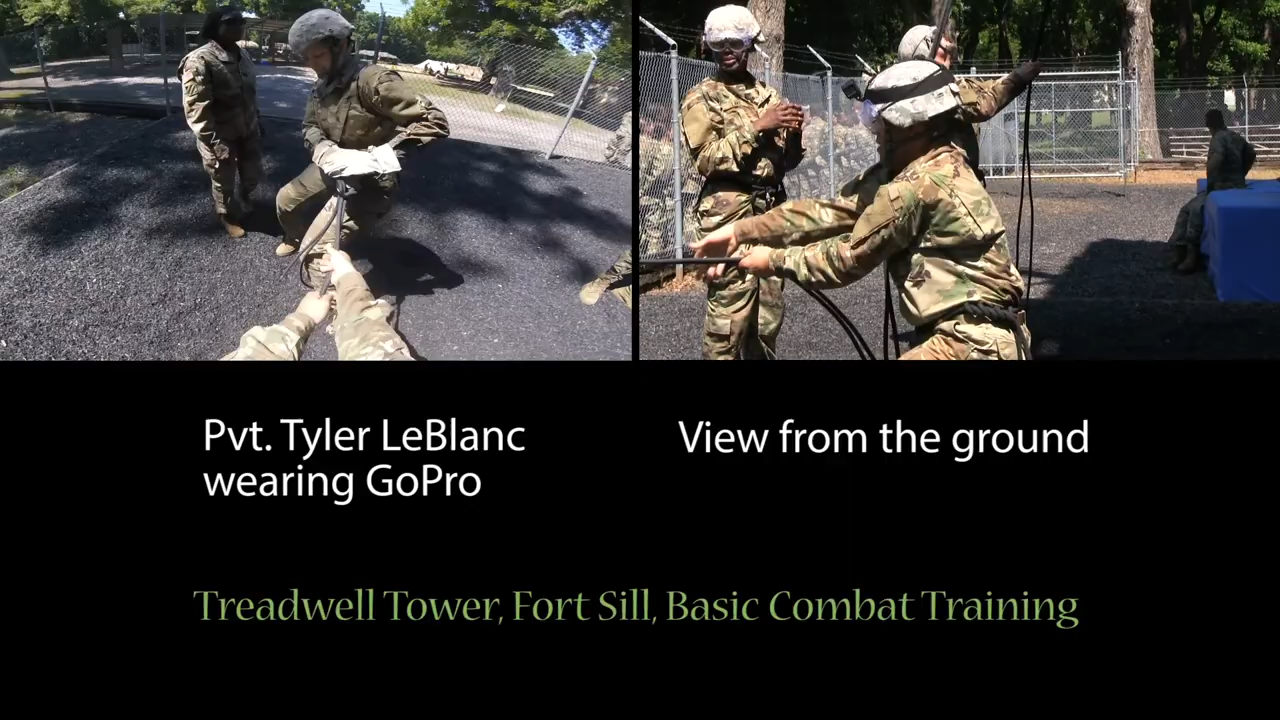 Pvt. Tyler LeBlanc
wearing GoPro
View from the ground
Treadwell Tower, Fort Sill, Basic Combat Training